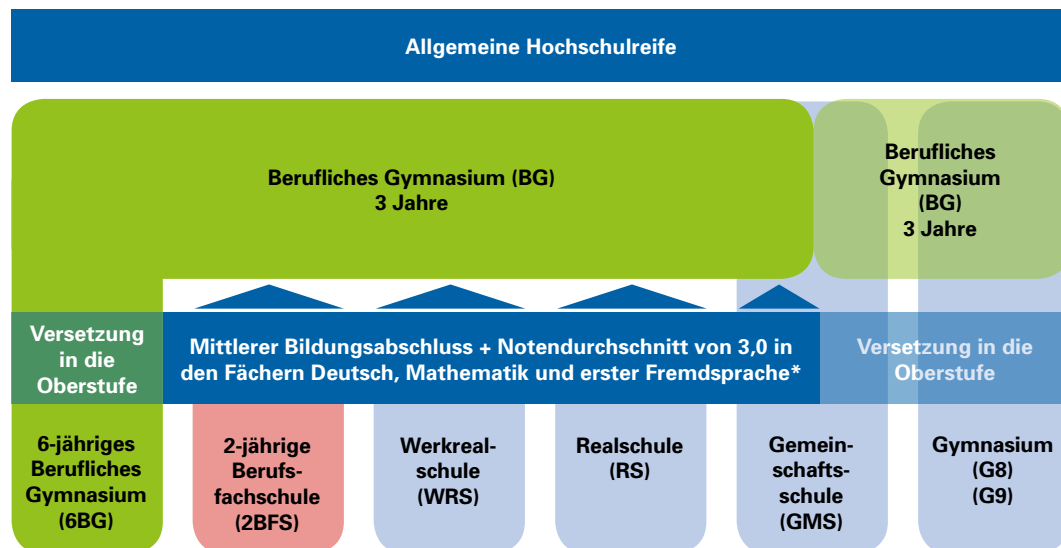 Allgemeine Hochschulreife
Berufliches Gymnasium (BG)
3 Jahre
Berufliches
Gymnasium
(BG)
3 Jahre
Versetzung
in die
Oberstufe
Mittlerer Bildungsabschluss + Notendurchschnitt von 3,0 in
den Fächern Deutsch, Mathematik und erster Fremdsprache*
Versetzung in die
Oberstufe
6-jähriges
Berufliches
Gymnasium
(6BG)
2-jährige
Berufs-
fachschule
(2BFS)
Werkreal-
schule
(WRS)
Realschule
(RS)
Gemein-
schafts-
schule
(GMS)
Gymnasium
(G8)
(G9)